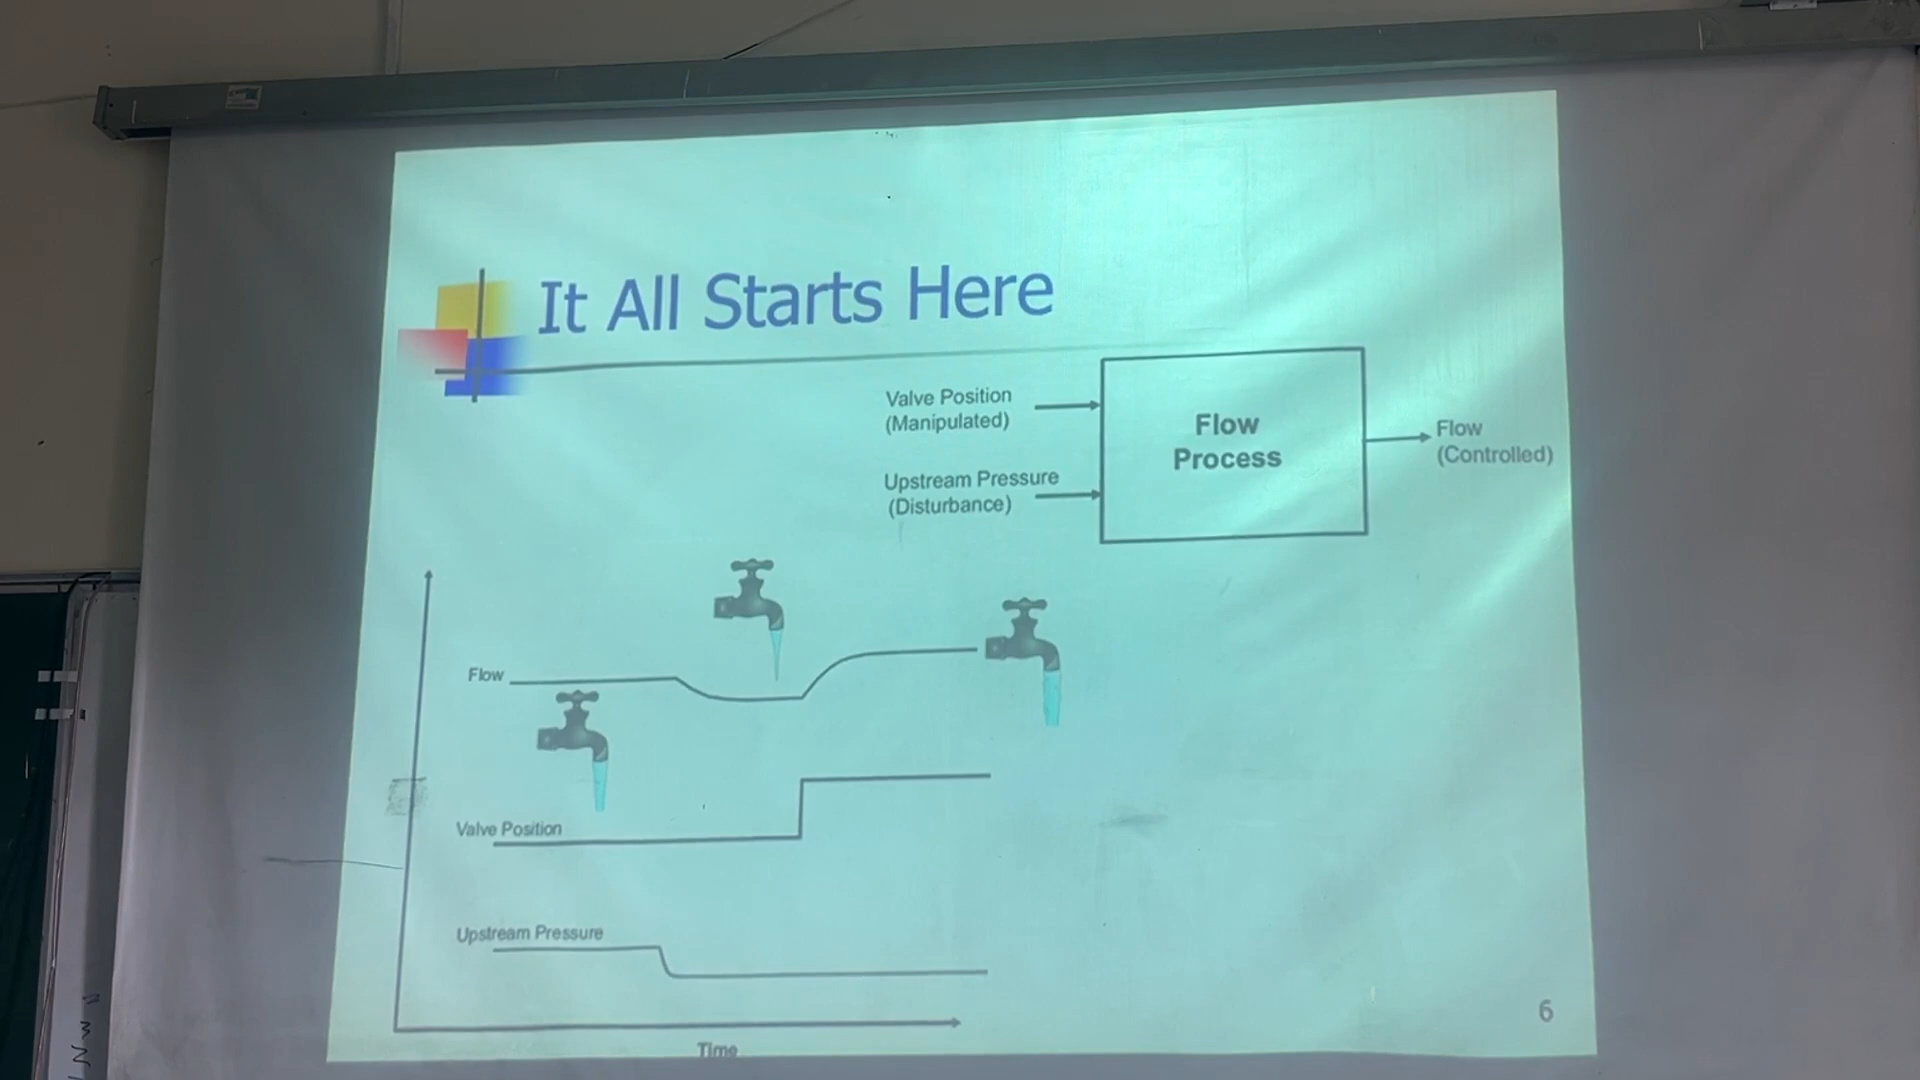 It All Starts Here
Valve Position
(Manipulated)
Upstream Pressure
(Disturbance)
Flow
Process
Flow
(Controlled)
Flow
Valve Position
Upstream Pressure
Time
6